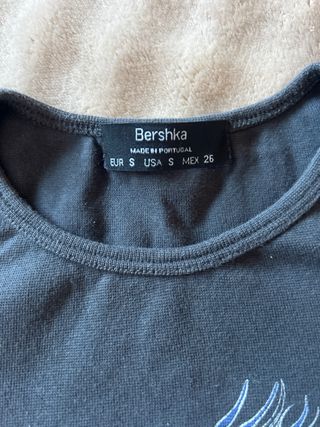 Bershka
MADE IN PORTUGAL
EUR S USA S MEX 26